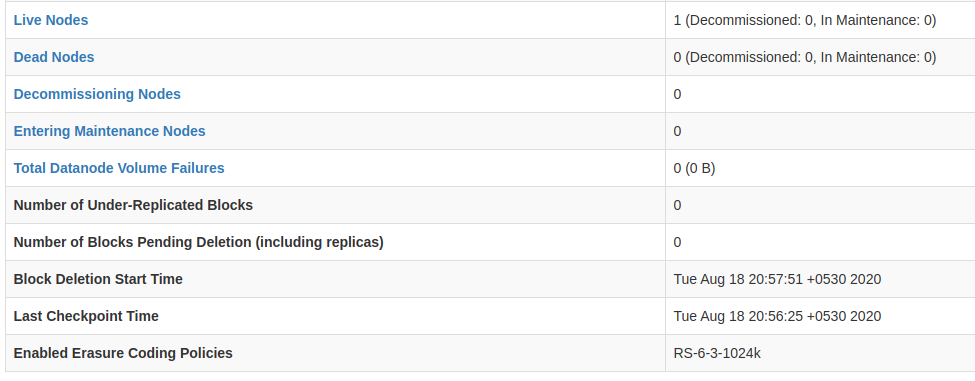 Live Nodes 1 (Decommissioned: 0, In Maintenance: 0)
Dead Nodes 0 (Decommissioned: 0, In Maintenance: 0)
Decommissioning Nodes 0
Entering Maintenance Nodes 0
Total Datanode Volume Failures 0 (0 B)
Number of Under-Replicated Blocks 0
Number of Blocks Pending Deletion (including replicas) 0
Block Deletion Start Time Tue Aug 18 20:57:51 +0530 2020
Last Checkpoint Time Tue Aug 18 20:56:25 +0530 2020
Enabled Erasure Coding Policies RS-6-3-1024k